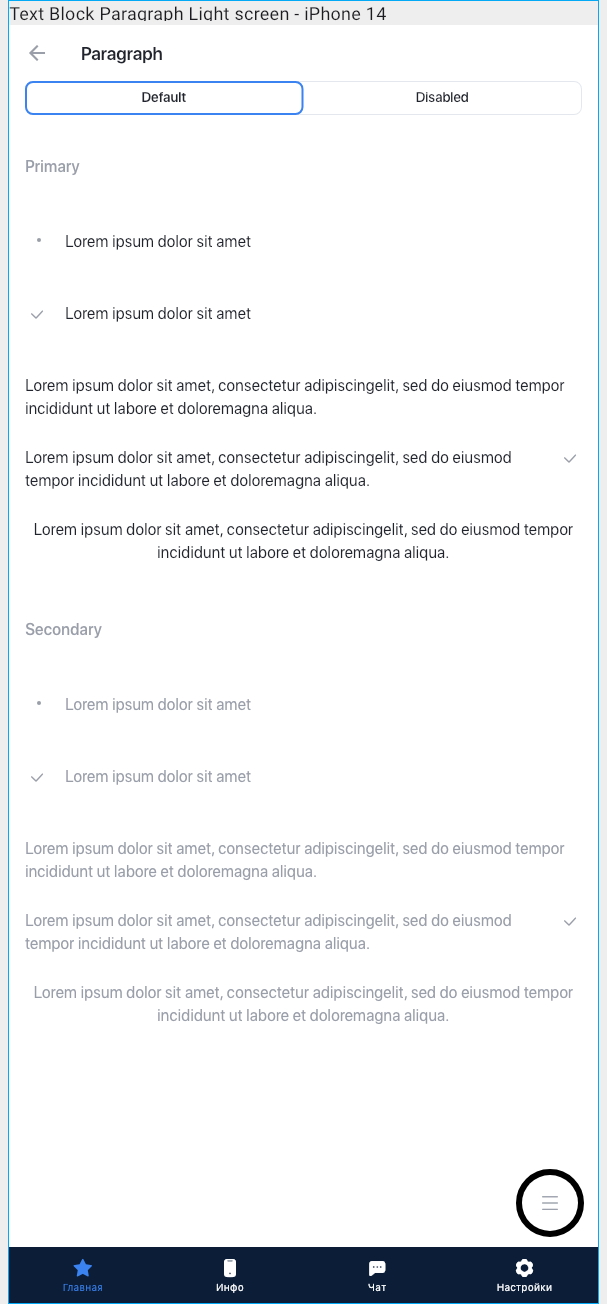 Text Block Paragraph Light screen - iPhone 14
Paragraph
Default Disabled
Primary
• Lorem ipsum dolor sit amet
Lorem ipsum dolor sit amet
Lorem ipsum dolor sit amet, consectetur adipiscingelit, sed do eiusmod tempor
incididunt ut labore et doloremagna aliqua.
Lorem ipsum dolor sit amet, consectetur adipiscingelit, sed do eiusmod
tempor incididunt ut labore et doloremagna aliqua.
Lorem ipsum dolor sit amet, consectetur adipiscingelit, sed do eiusmod tempor
incididunt ut labore et doloremagna aliqua.
Secondary
• Lorem ipsum dolor sit amet
Lorem ipsum dolor sit amet
Lorem ipsum dolor sit amet, consectetur adipiscingelit, sed do eiusmod tempor
incididunt ut labore et doloremagna aliqua.
Lorem ipsum dolor sit amet, consectetur adipiscingelit, sed do eiusmod
tempor incididunt ut labore et doloremagna aliqua.
Lorem ipsum dolor sit amet, consectetur adipiscingelit, sed do eiusmod tempor
incididunt ut labore et doloremagna aliqua.
Главная Инфо Чат Настройки